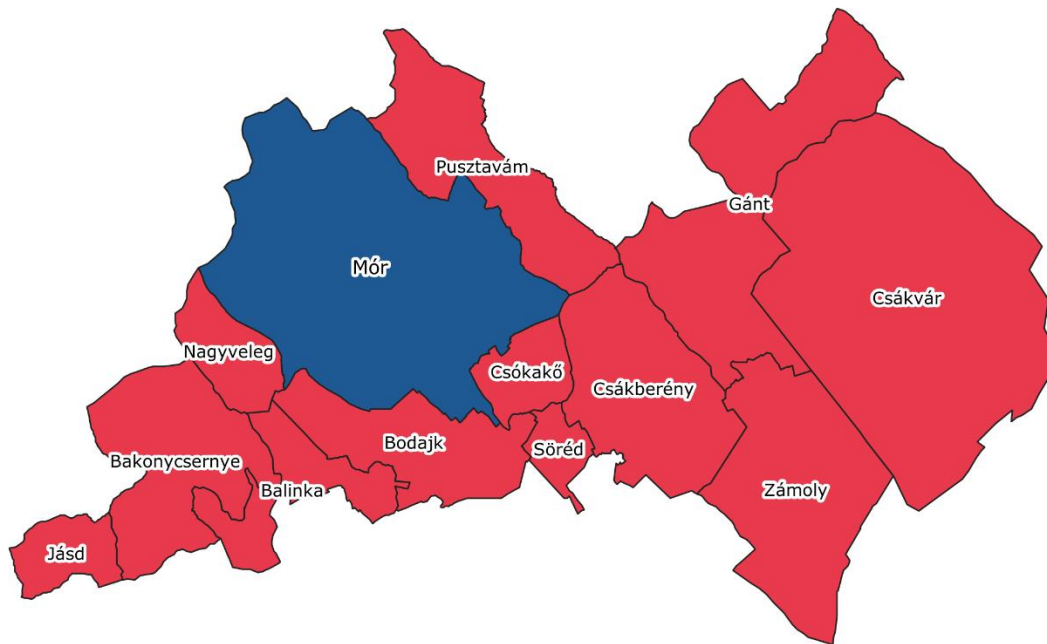 Pusztavám
Gánt
Mór
Csákvár
Nagyveleg
Csókakő
Csákberény
Bodajk
Söréd
Bakonycsernye
Balinka
Zámoly
Jásd